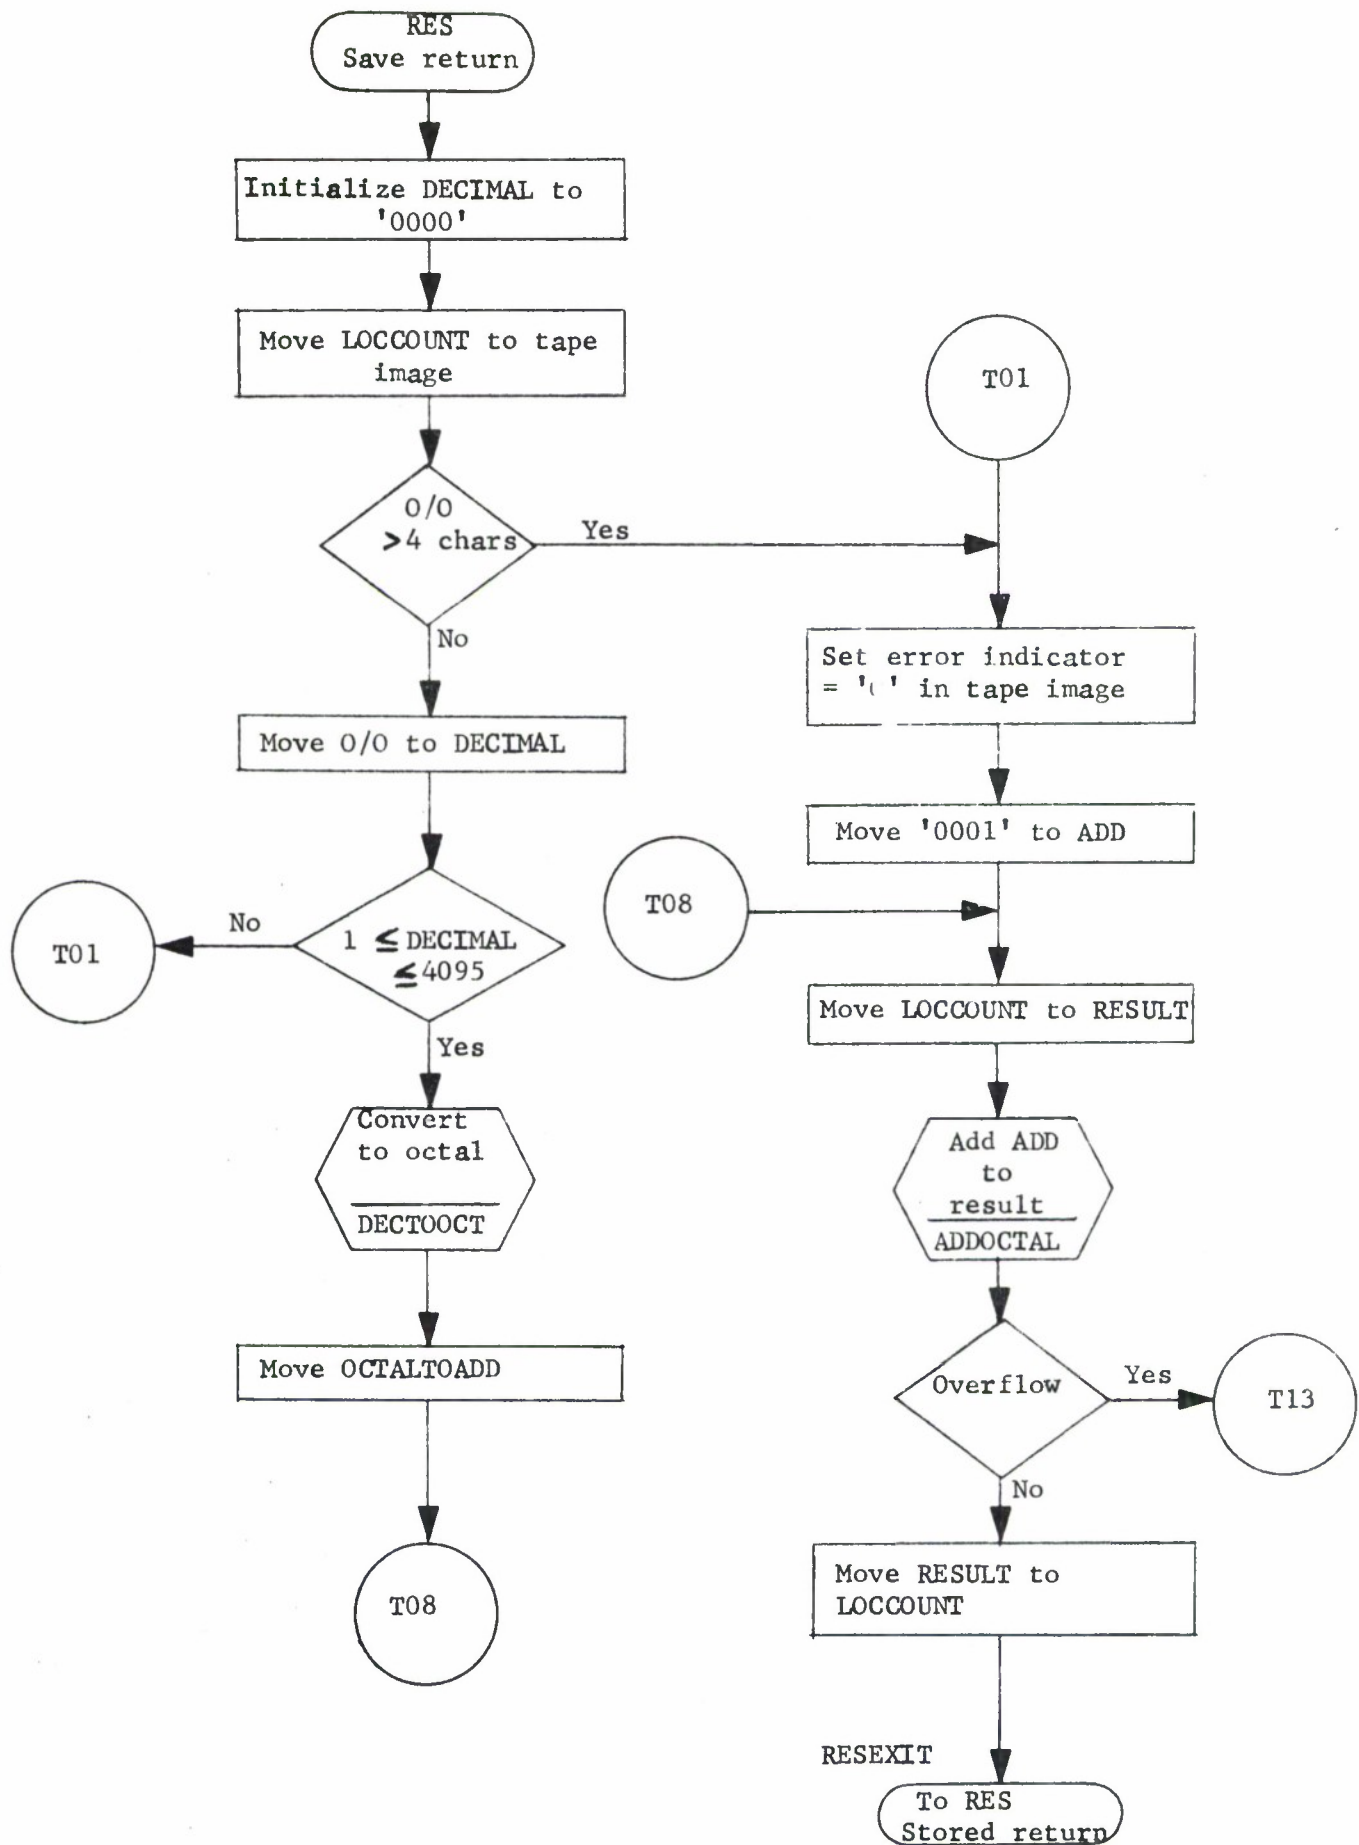 RES
Save return
Initialize DECIMAL to
'0000'
Move LOCCOUNT to tape
image
0/0
>4 chars
Yes
No
Move 0/0 to DECIMAL
1 ≤ DECIMAL
≤ 4095
No
T01
Yes
Convert
to octal
DECTOOCT
Move OCTALTOADD
T08
T01
Set error indicator
= ' ' in tape image
Move '0001' to ADD
T08
Move LOCCOUNT to RESULT
Add ADD
to
result
ADDOCTAL
Overflow
Yes
T13
No
Move RESULT to
LOCCOUNT
RESEXIT
To RES
Stored return